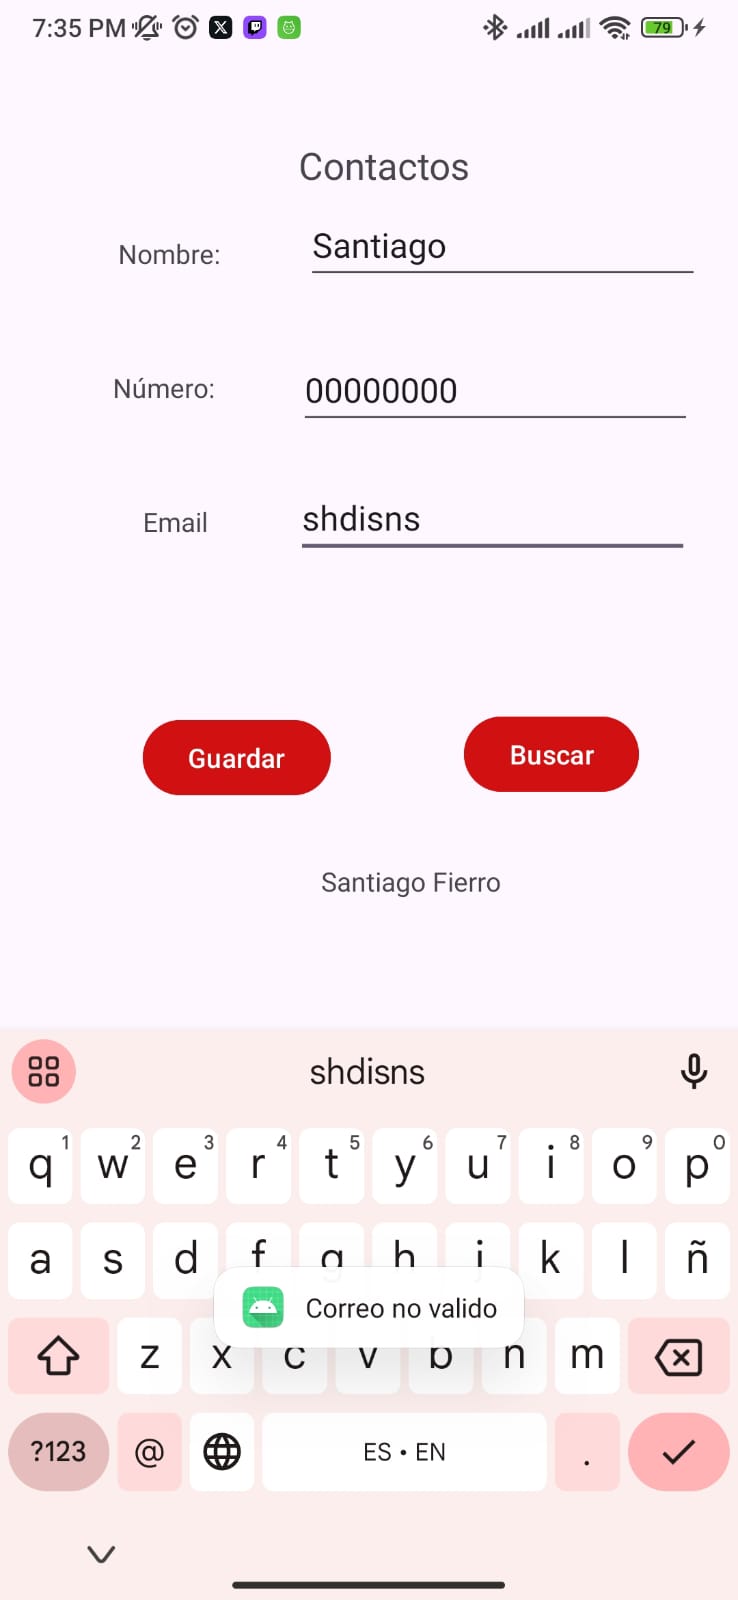 7:35 PM
79
Contactos
Nombre: Santiago
Número: 00000000
Email shdisns
Guardar Buscar
Santiago Fierro
shdisns
1 2 3 4 5 6 7 8 9 0
q w e r t y u i o p
a s d f g h j k l ñ
Correo no valido
z x c v b n m
?123 @ ES • EN .